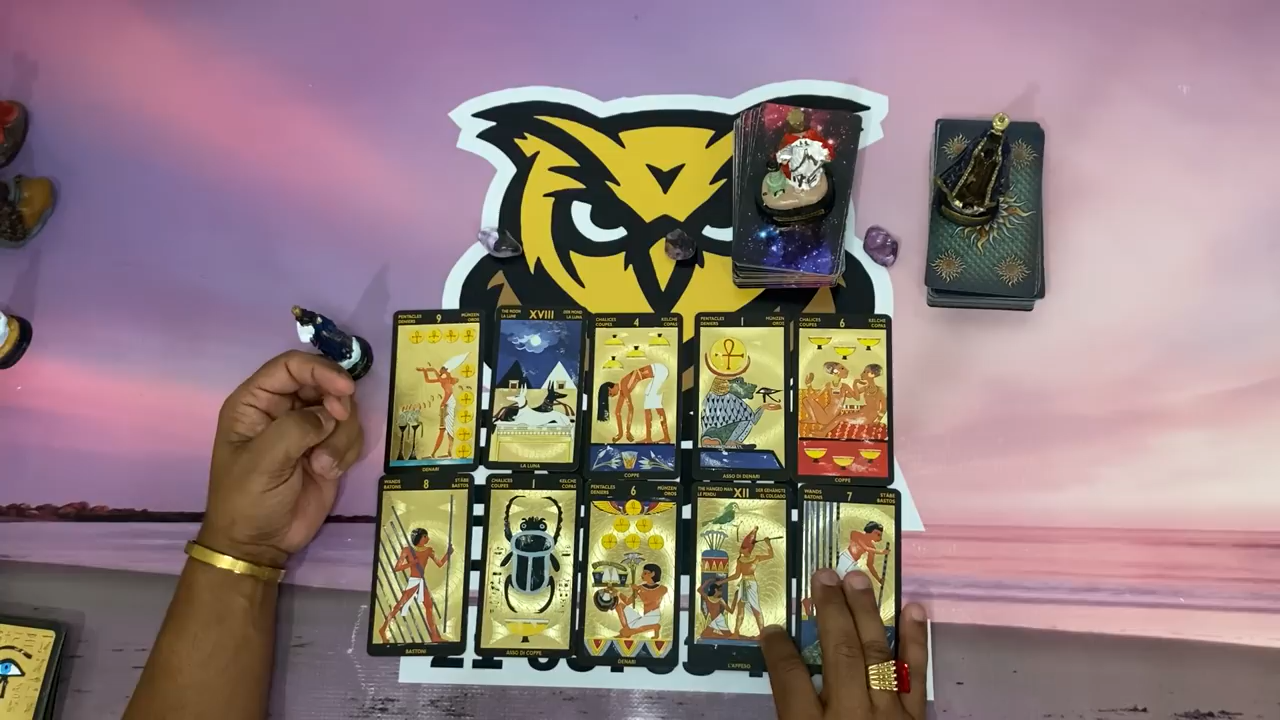 PENTACLES 9 MÜNZEN
DENIERS OROS
DENARI
THE MOON XVIII DER MOND
LA LUNE LA LUNA
LA LUNA
CHALICES 4 KELCHE
COUPES COPAS
COPPE
PENTACLES 1 MÜNZEN
DENIERS OROS
ASSO DI DENARI
CHALICES 6 KELCHE
COUPES COPAS
COPPE
WANDS 8 STÄBE
BATONS BASTOS
BASTONI
CHALICES 1 KELCHE
COUPES COPAS
ASSO DI COPPE
PENTACLES 6 MÜNZEN
DENIERS OROS
DENARI
THE HANGED MAN XII DER GEHÄNGTE
LE PENDU EL COLGADO
L'APPESO
WANDS 7 STÄBE
BATONS BASTOS